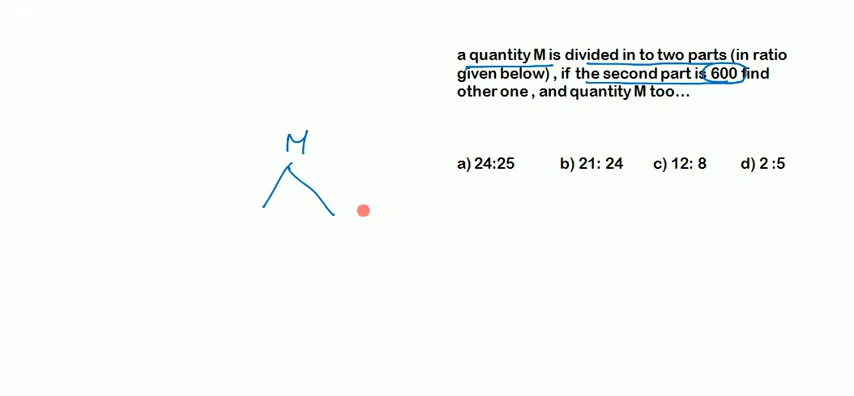 a quantity M is divided in to two parts (in ratio
given below) , if the second part is 600 find
other one , and quantity M too...
M
a) 24:25 b) 21: 24 c) 12: 8 d) 2 :5